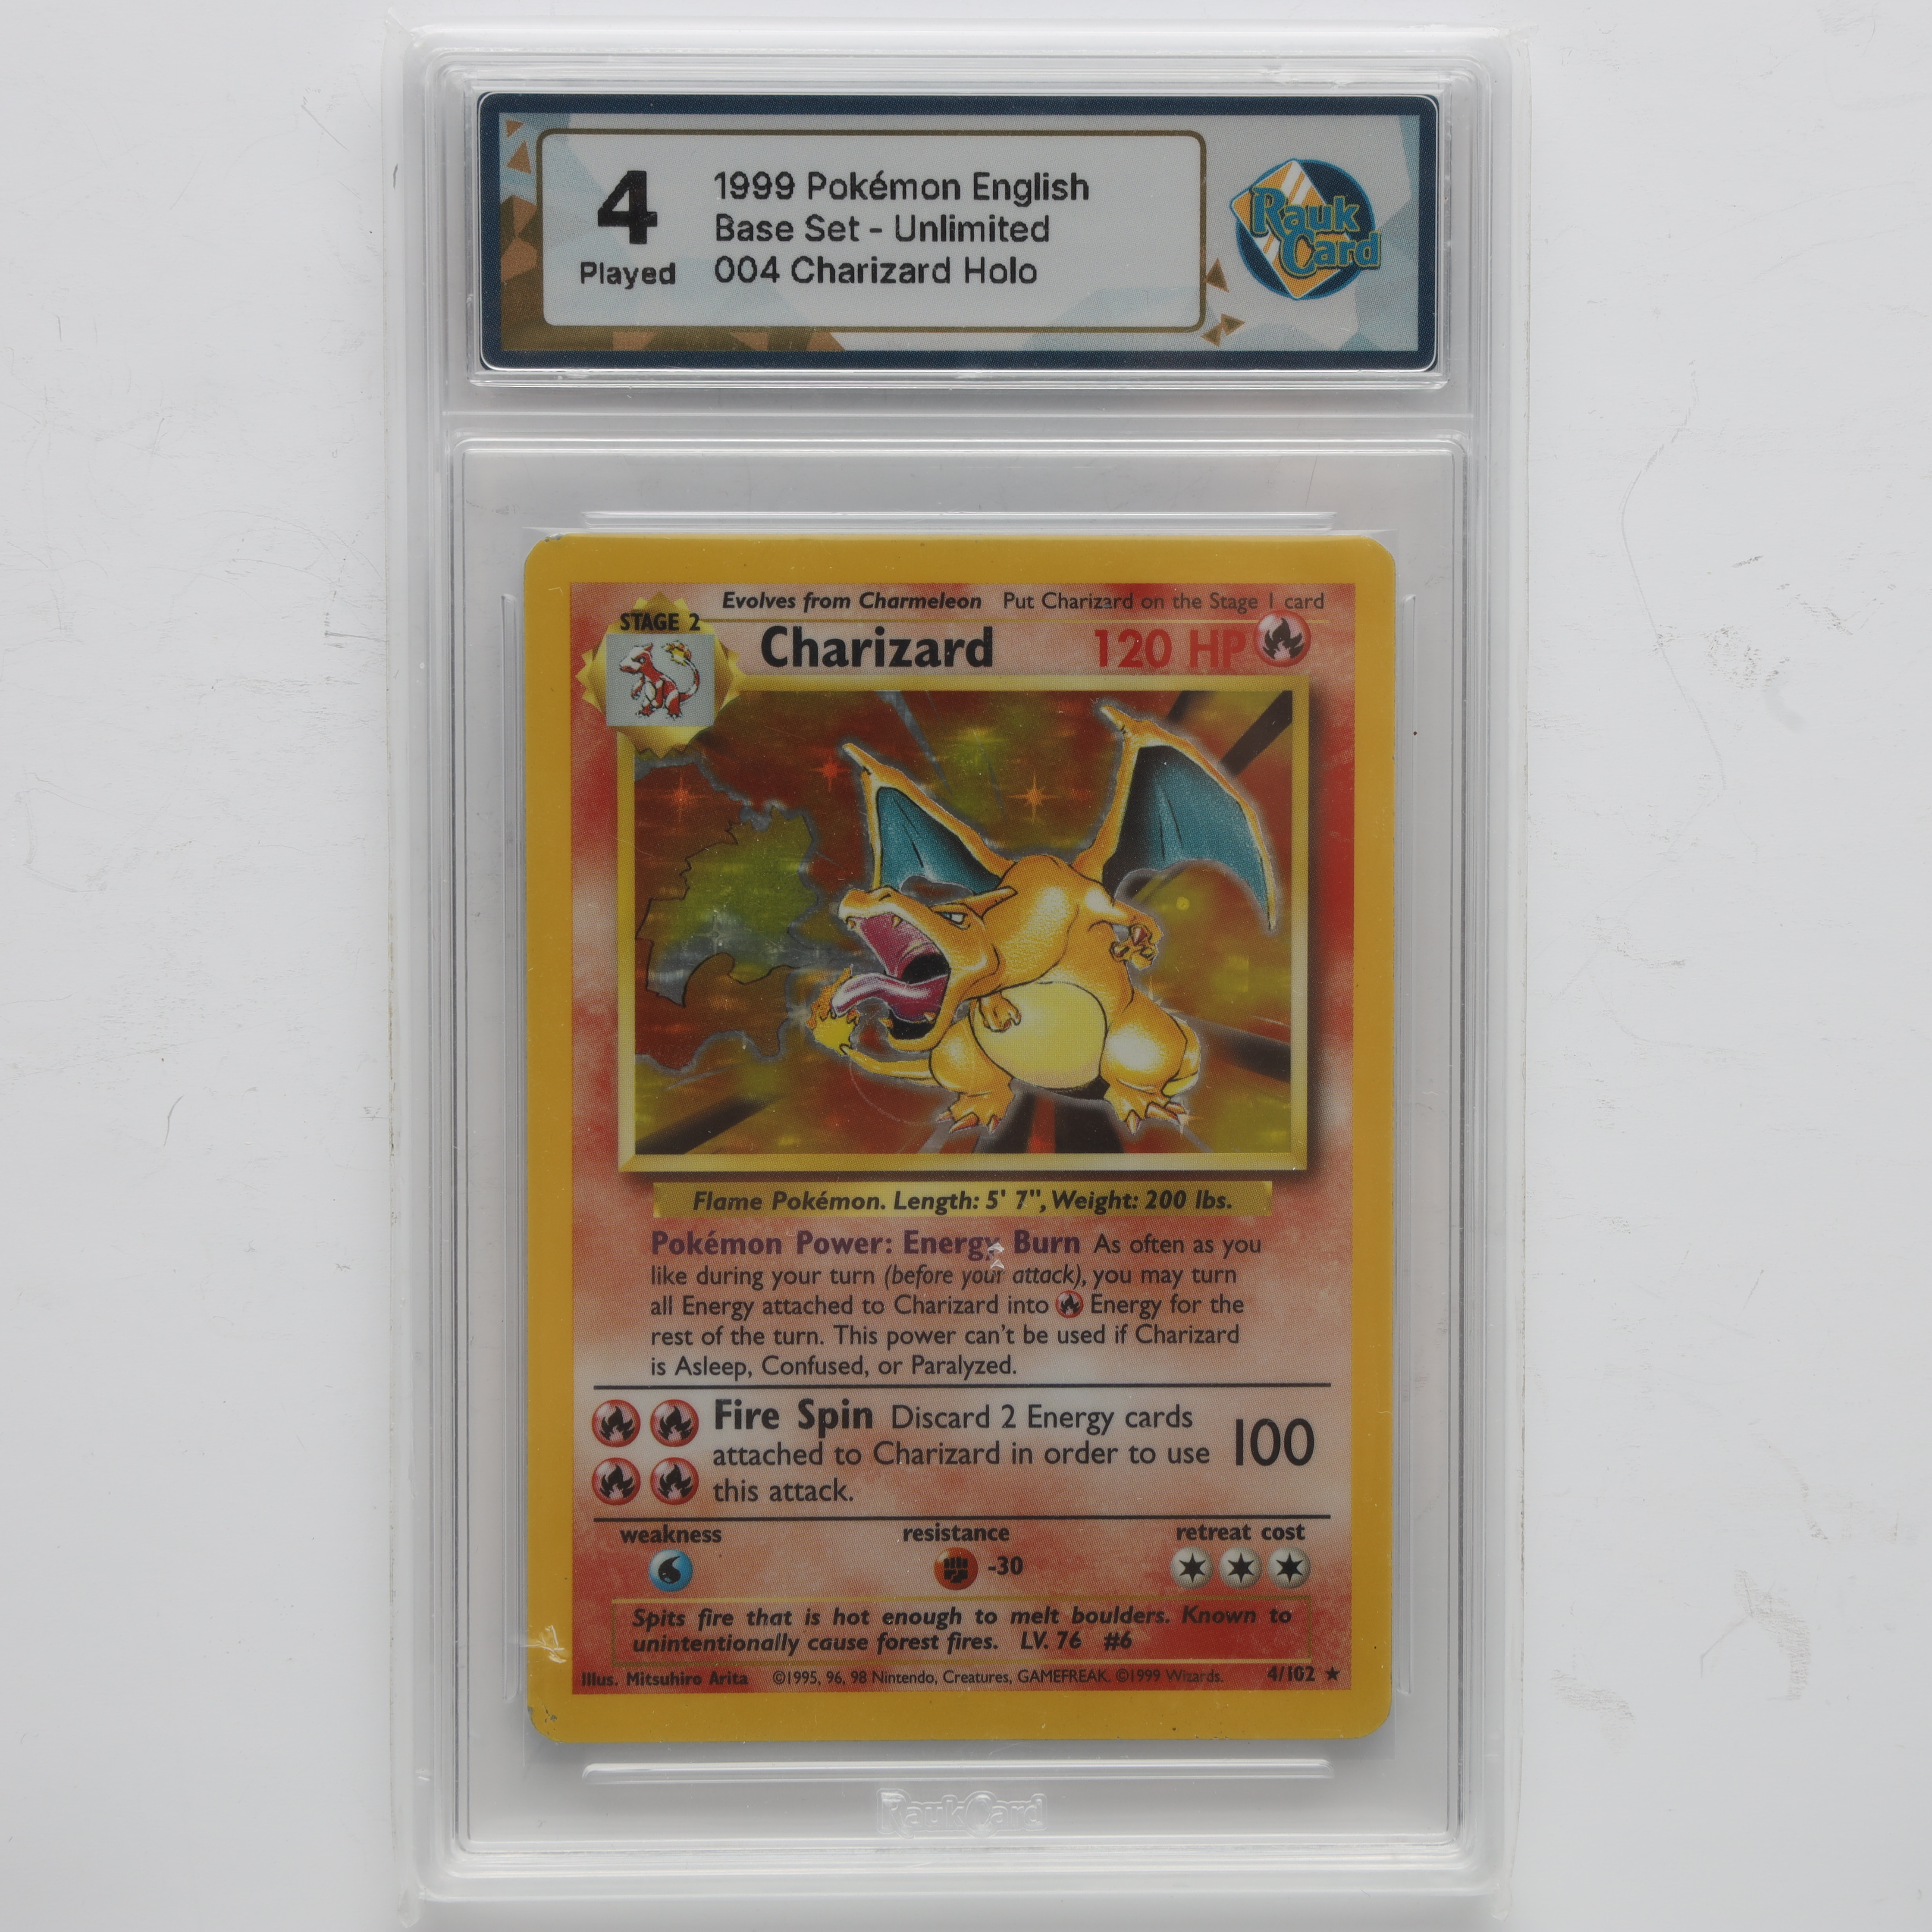 4
Played
1999 Pokémon English
Base Set - Unlimited
004 Charizard Holo
Rauk
Card
Evolves from Charmeleon Put Charizard on the Stage 1 card
STAGE 2
Charizard 120 HP
Flame Pokémon. Length: 5' 7", Weight: 200 lbs.
Pokémon Power: Energy Burn As often as you
like during your turn (before your attack), you may turn
all Energy attached to Charizard into Energy for the
rest of the turn. This power can't be used if Charizard
is Asleep, Confused, or Paralyzed.
Fire Spin Discard 2 Energy cards
attached to Charizard in order to use
this attack.
100
weakness resistance retreat cost
-30
Spits fire that is hot enough to melt boulders. Known to
unintentionally cause forest fires. LV. 76 #6
Illus. Mitsuhiro Arita ©1995, 96, 98 Nintendo, Creatures, GAMEFREAK. ©1999 Wizards. 4/102 ★
RaukCard